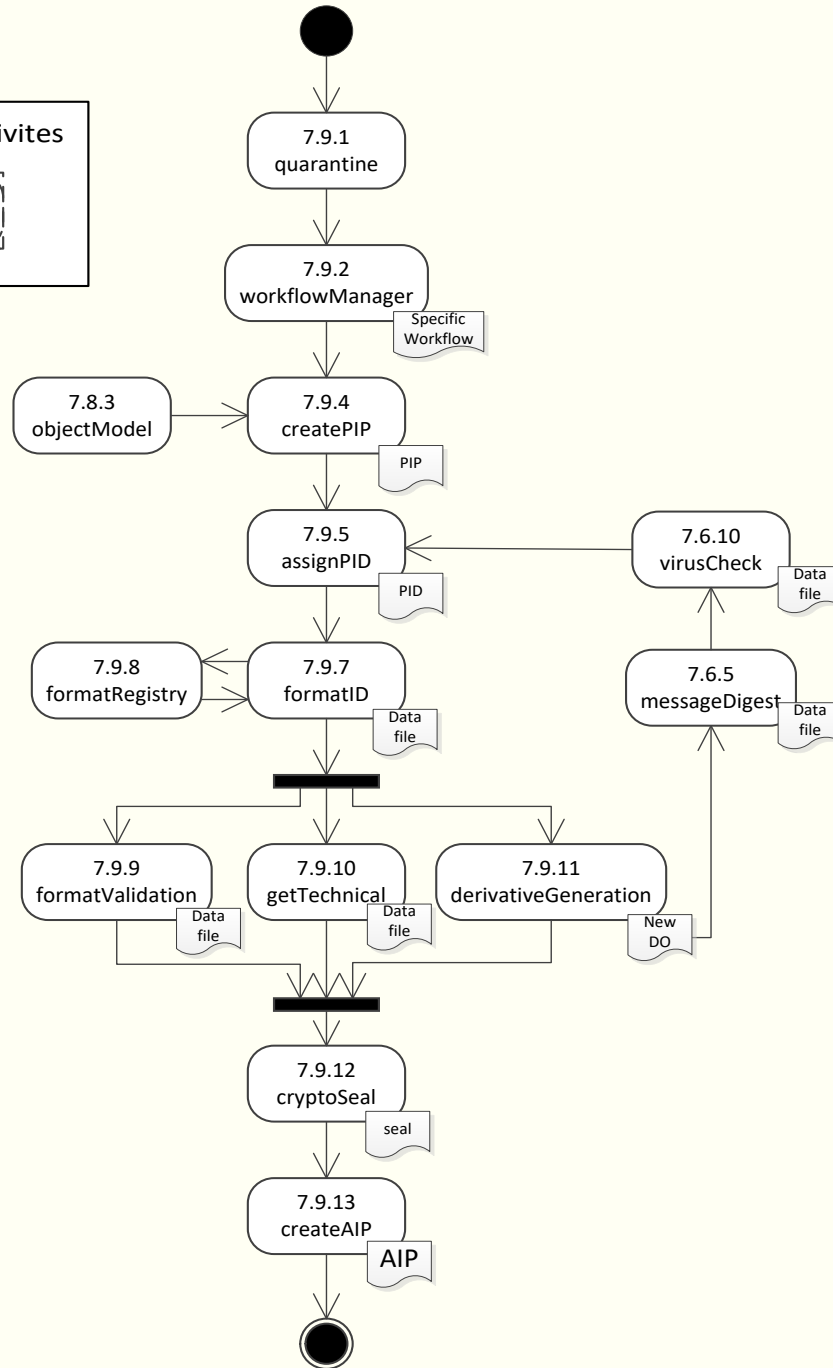 7.9.1
quarantine
7.9.2
workflowManager
Specific
Workflow
7.8.3
objectModel
7.9.4
createPIP
PIP
7.9.5
assignPID
PID
7.6.10
virusCheck
Data
file
7.9.8
formatRegistry
7.9.7
formatID
Data
file
7.6.5
messageDigest
Data
file
7.9.9
formatValidation
Data
file
7.9.10
getTechnical
Data
file
7.9.11
derivativeGeneration
New
DO
7.9.12
cryptoSeal
seal
7.9.13
createAIP
AIP